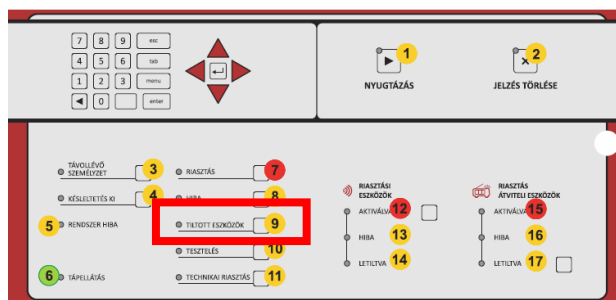 7 8 9 esc
4 5 6 tab
1 2 3 menu
0 enter
1
NYUGTÁZÁS
2
JELZÉS TÖRLÉSE
TÁVOLLÉVŐ
SZEMÉLYZET 3
KÉSLELTETÉS KI 4
5 RENDSZER HIBA
6 TÁPELLÁTÁS
RIASZTÁS 7
HIBA 8
TILTOTT ESZKÖZÖK 9
TESZTELÉS 10
TECHNIKAI RIASZTÁS 11
RIASZTÁSI
ESZKÖZÖK
AKTIVÁLVA 12
HIBA 13
LETILTVA 14
RIASZTÁS
ÁTVITELI ESZKÖZÖK
AKTIVÁLVA 15
HIBA 16
LETILTVA 17